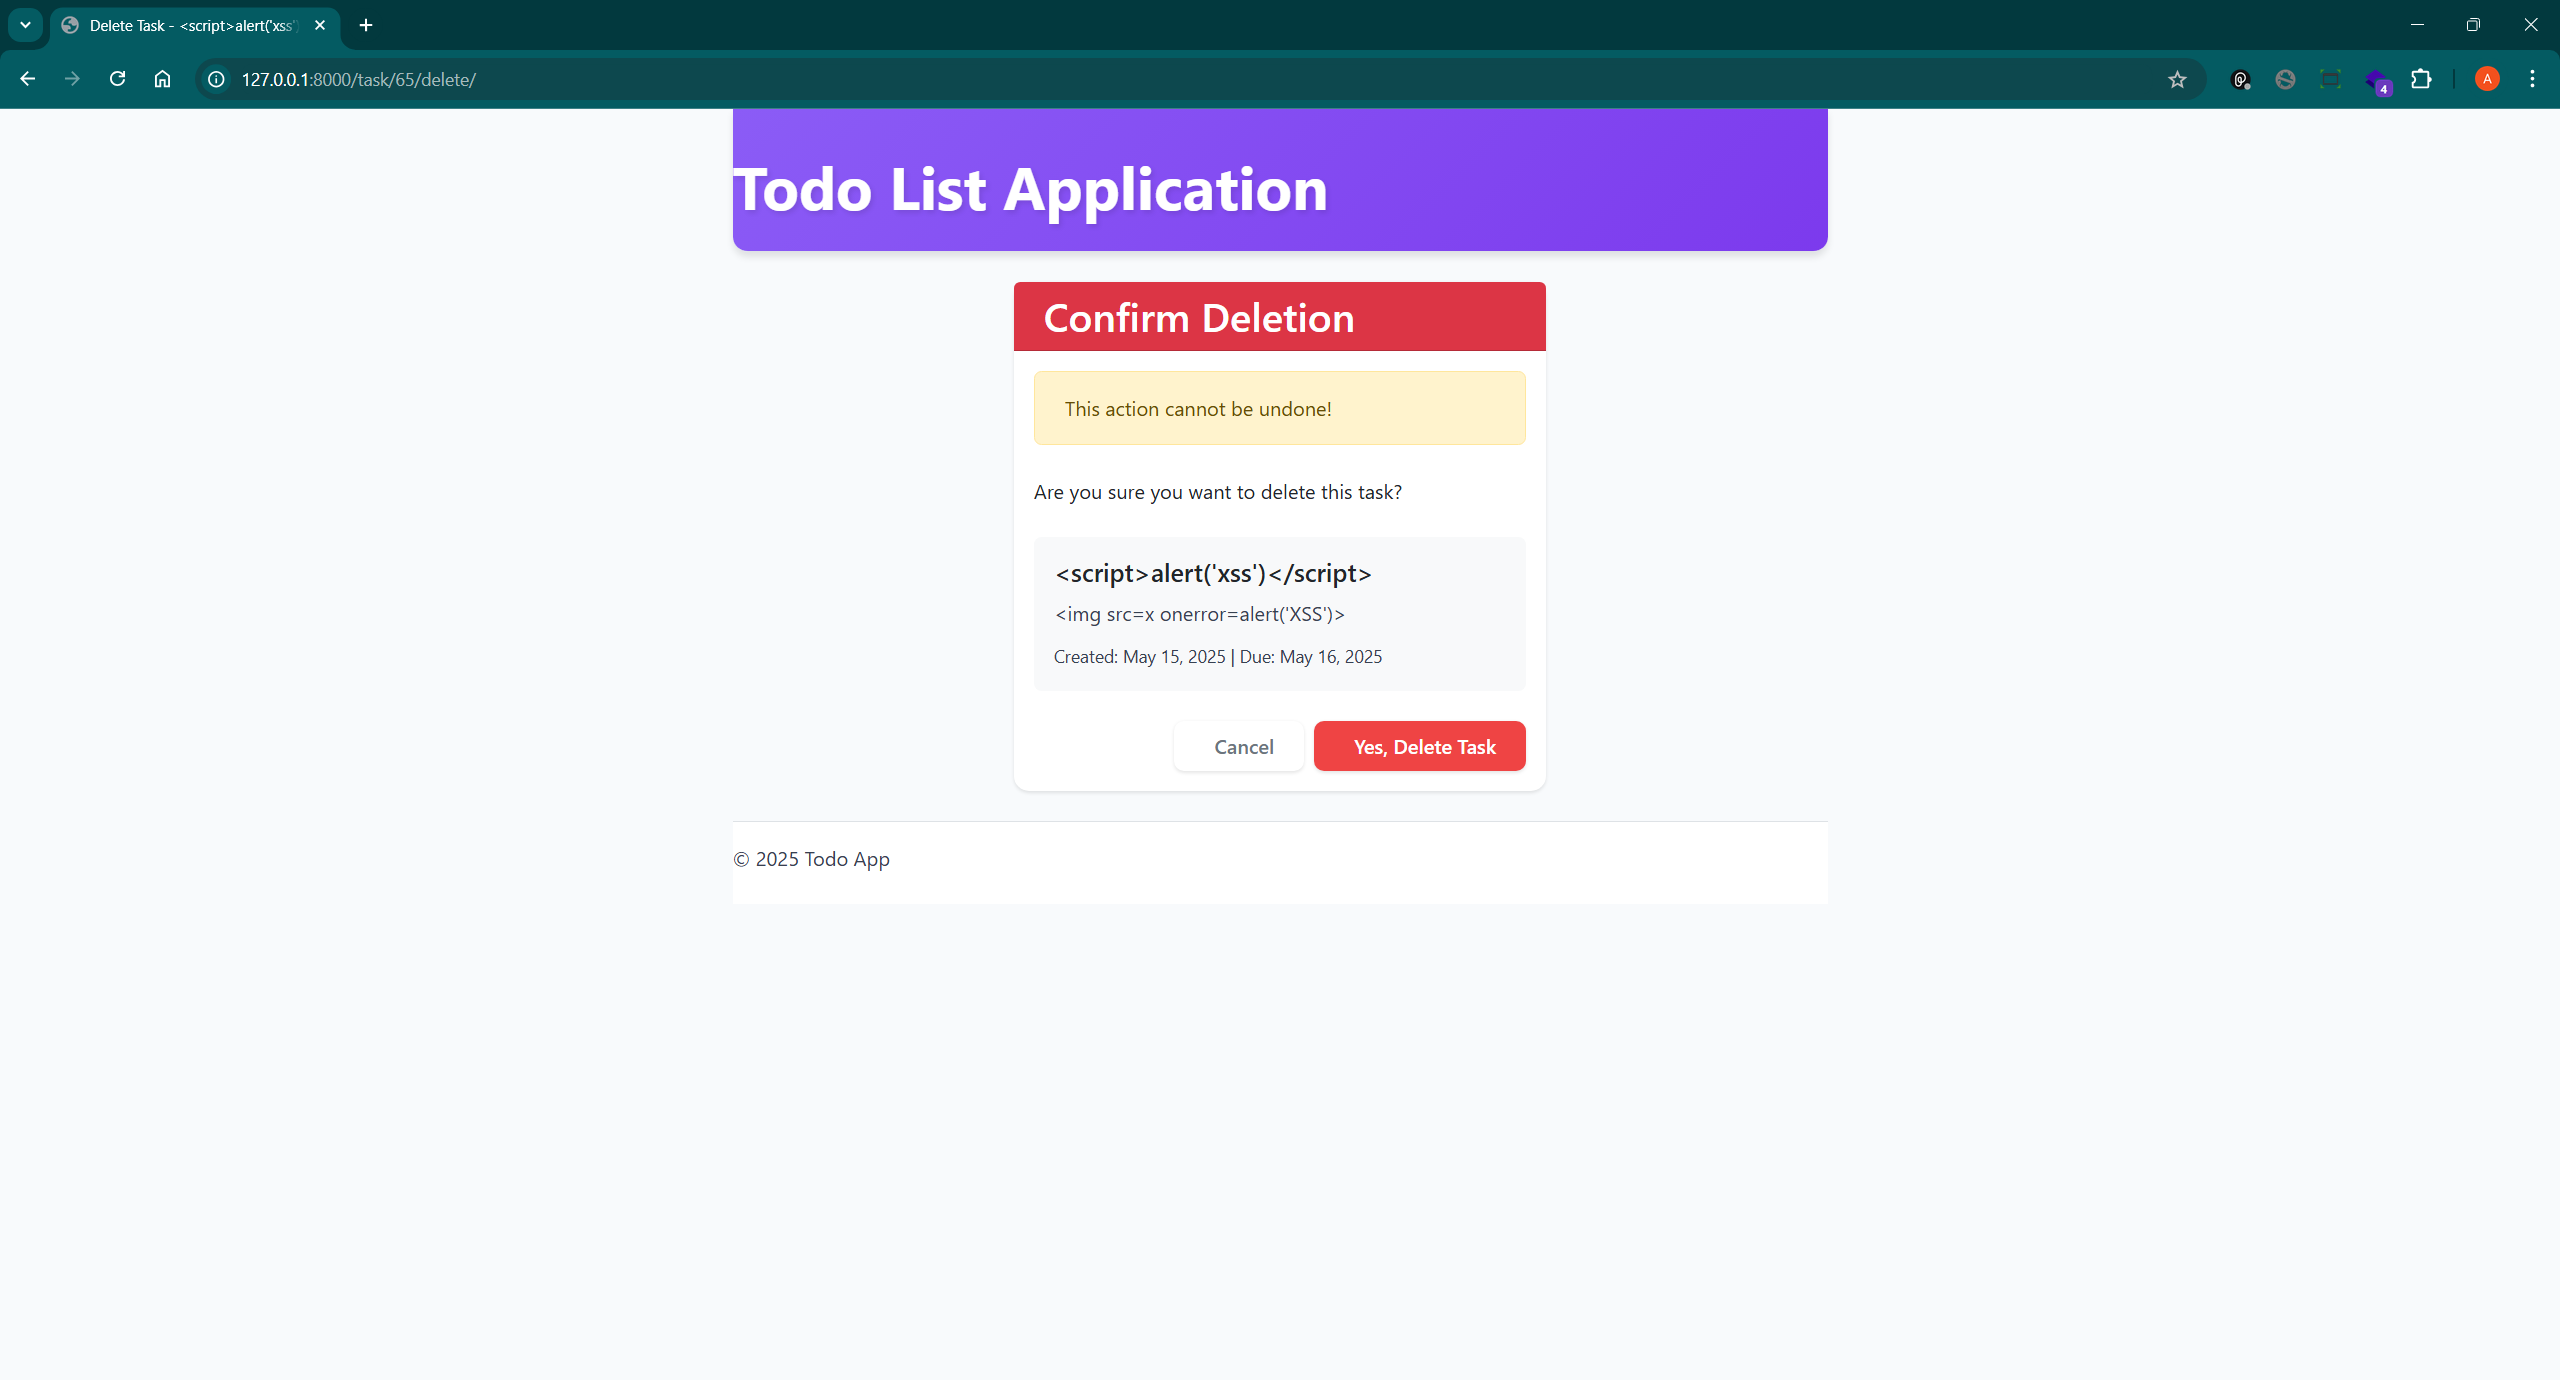 Delete Task - <script>alert('xss')
127.0.0.1:8000/task/65/delete/
4
A
Todo List Application
Confirm Deletion
This action cannot be undone!
Are you sure you want to delete this task?
<script>alert('xss')</script>
<img src=x onerror=alert('XSS')>
Created: May 15, 2025 | Due: May 16, 2025
Cancel
Yes, Delete Task
© 2025 Todo App